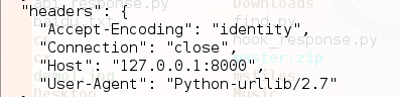 "headers": {
"Accept-Encoding": "identity",
"Connection": "close",
"Host": "127.0.0.1:8000",
"User-Agent": "Python-urllib/2.7"